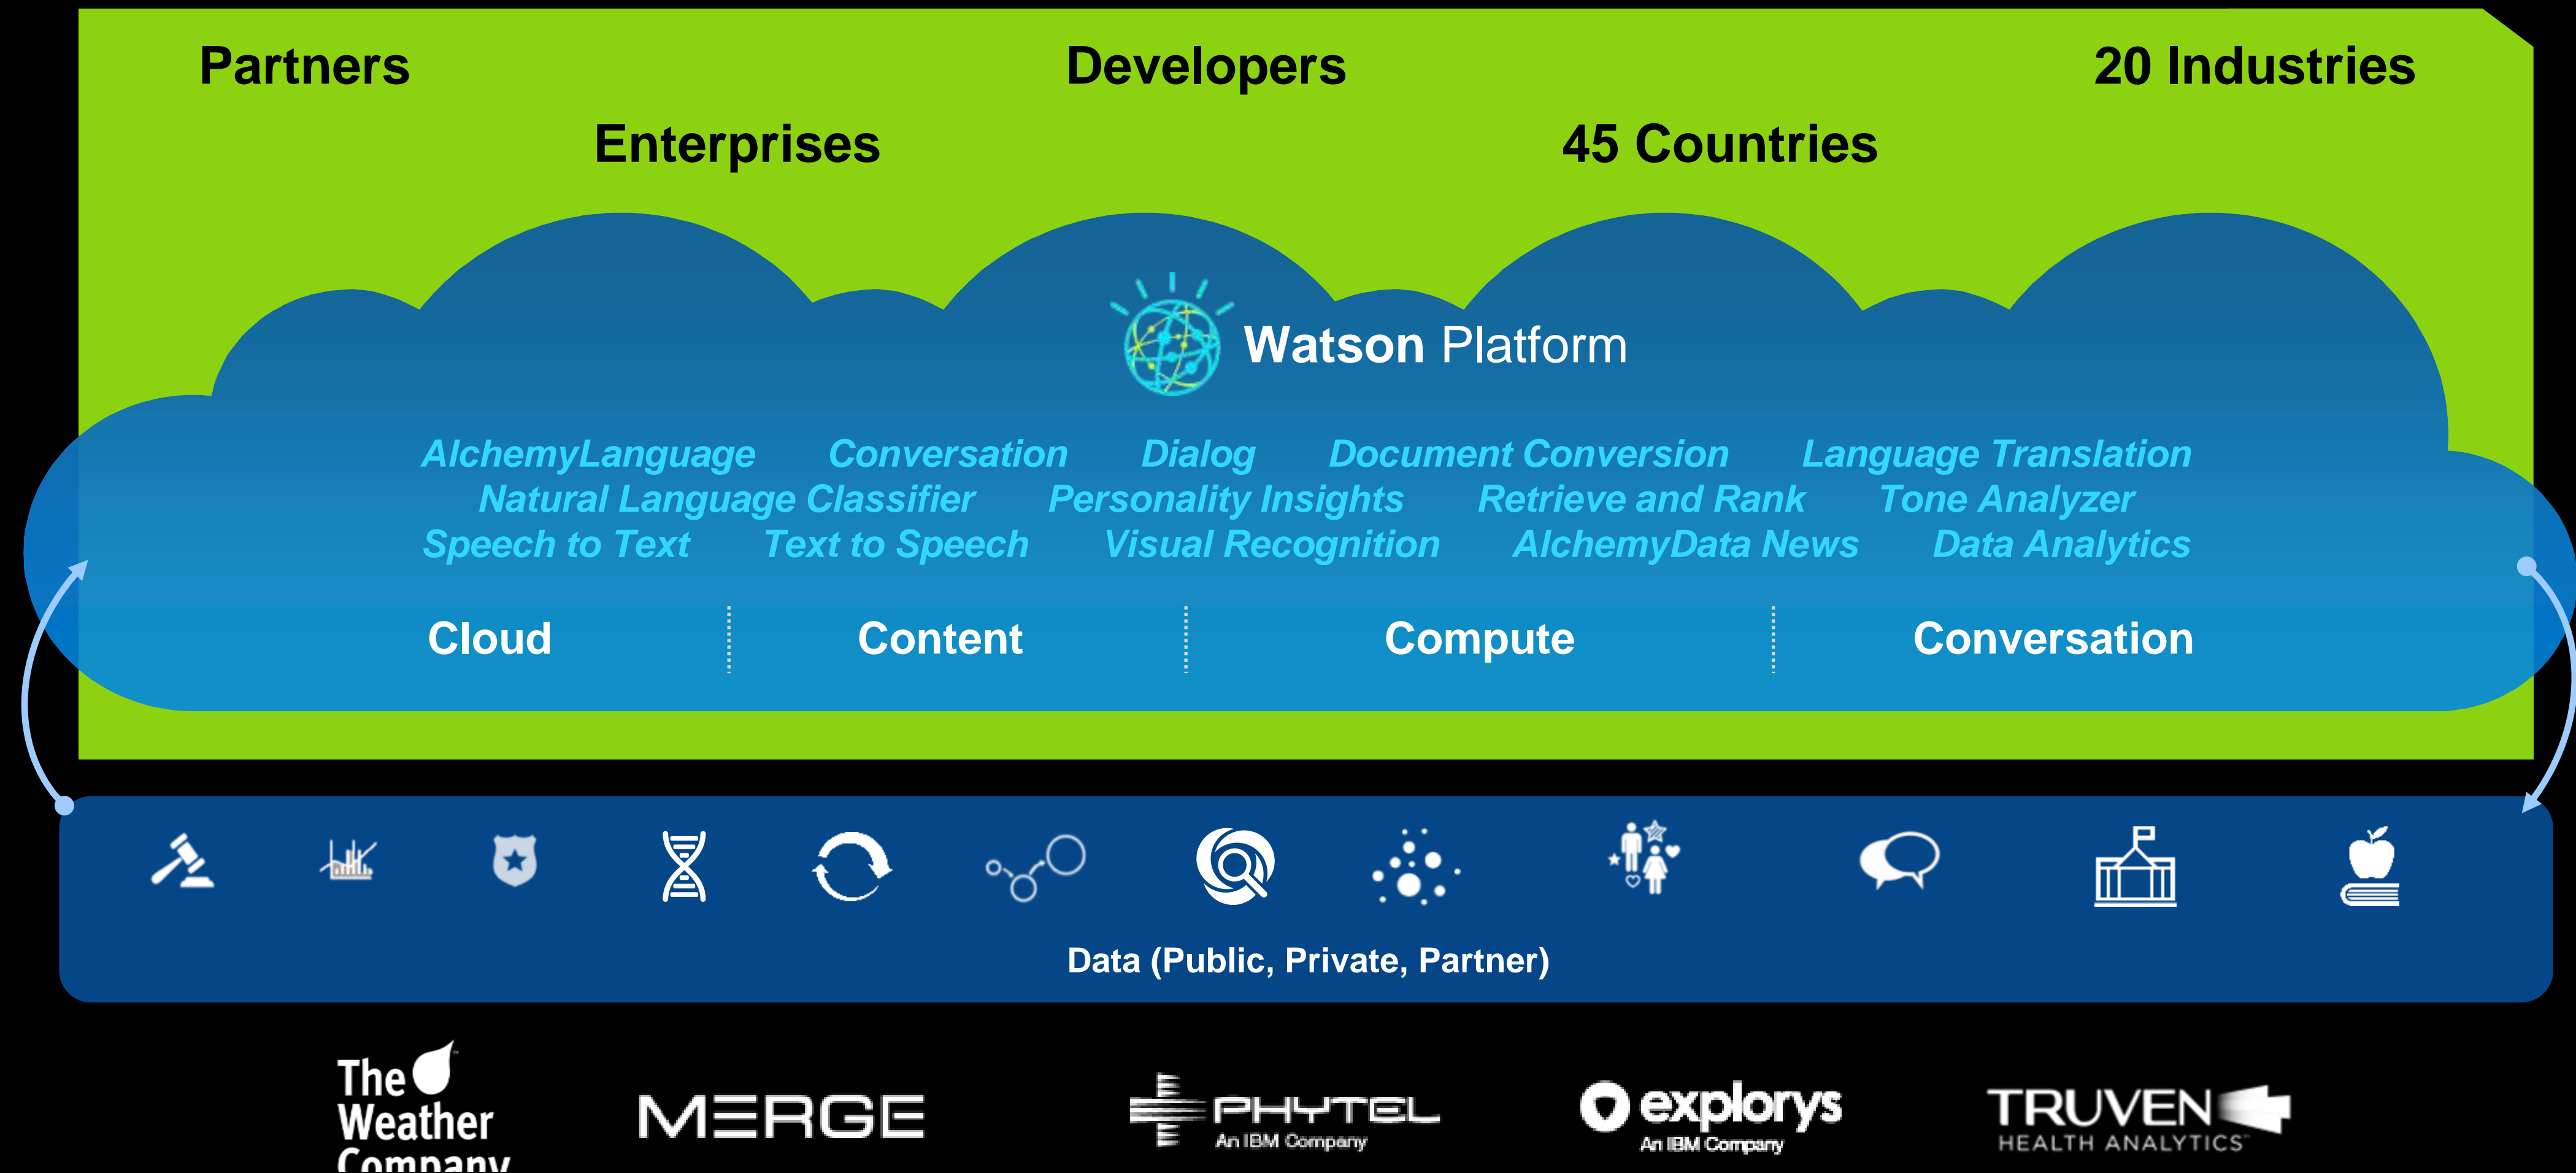 Partners
Developers
20 Industries
Enterprises
45 Countries
Watson Platform
AlchemyLanguage Conversation Dialog Document Conversion Language Translation
Natural Language Classifier Personality Insights Retrieve and Rank Tone Analyzer
Speech to Text Text to Speech Visual Recognition AlchemyData News Data Analytics
Cloud
Content
Compute
Conversation
Data (Public, Private, Partner)
The
Weather
Company
MERGE
PHYTEL
An IBM Company
explorys
An IBM Company
TRUVEN
HEALTH ANALYTICS